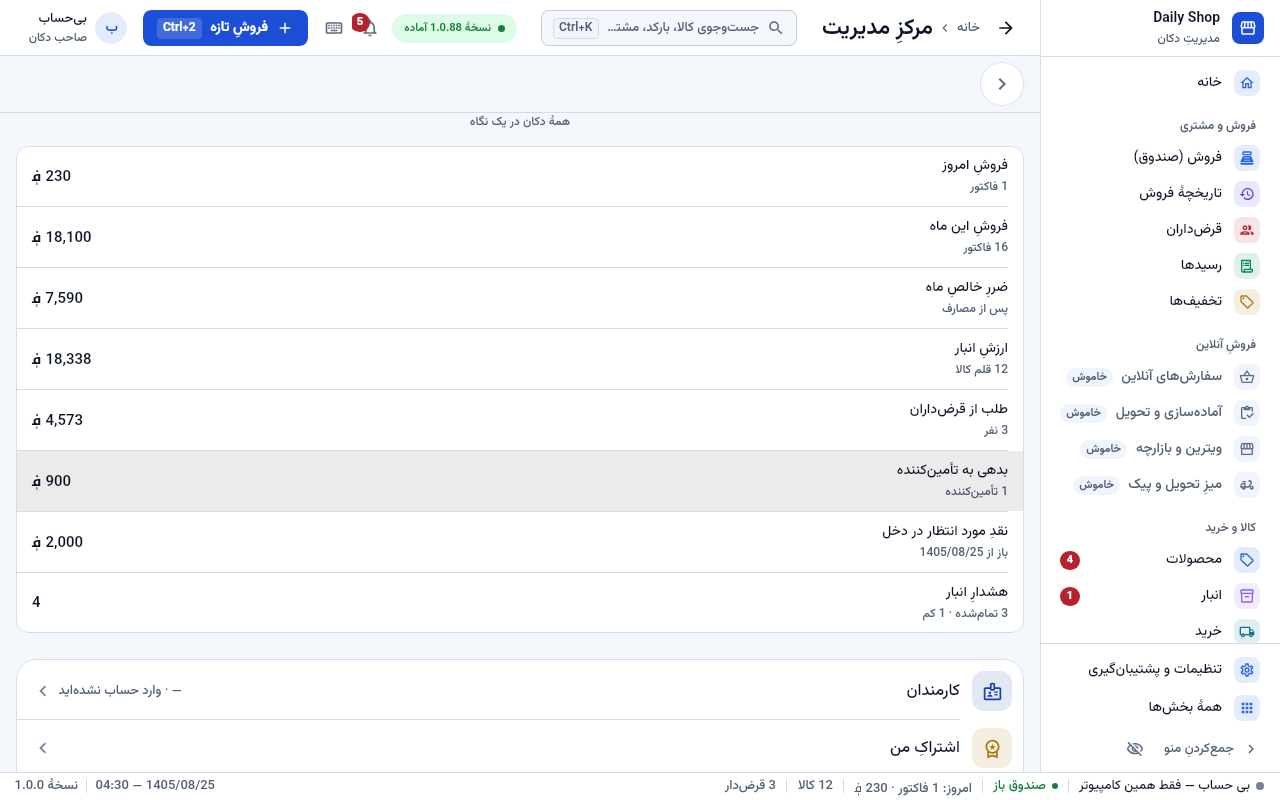 Daily Shop
مدیریتِ دکان
خانه
فروش و مشتری
فروش (صندوق)
تاریخچهٔ فروش
قرض‌داران
رسیدها
تخفیف‌ها
فروشِ آنلاین
سفارش‌های آنلاین خاموش
آماده‌سازی و تحویل خاموش
ویترین و بازارچه خاموش
میزِ تحویل و پیک خاموش
کالا و خرید
محصولات 4
انبار 1
خرید
تنظیمات و پشتیبان‌گیری
همهٔ بخش‌ها
جمع‌کردنِ منو
خانه › مرکزِ مدیریت
جست‌وجوی کالا، بارکد، مشتـ... Ctrl+K
نسخهٔ 1.0.88 آماده
5
فروشِ تازه Ctrl+2
بی‌حساب
صاحب دکان
ب
همهٔ دکان در یک نگاه
فروشِ امروز
1 فاکتور
230 ؋
فروشِ این ماه
16 فاکتور
18,100 ؋
ضررِ خالصِ ماه
پس از مصارف
7,590 ؋
ارزشِ انبار
12 قلم کالا
18,338 ؋
طلب از قرض‌داران
3 نفر
4,573 ؋
بدهی به تأمین‌کننده
1 تأمین‌کننده
900 ؋
نقدِ مورد انتظار در دخل
باز از 1405/08/25
2,000 ؋
هشدارِ انبار
3 تمام‌شده · 1 کم
4
کارمندان
— · وارد حساب نشده‌اید
اشتراکِ من
بی حساب — فقط همین کامپیوتر
صندوق باز
امروز: 1 فاکتور · 230 ؋
12 کالا
3 قرض‌دار
1405/08/25 — 04:30
نسخهٔ 1.0.0